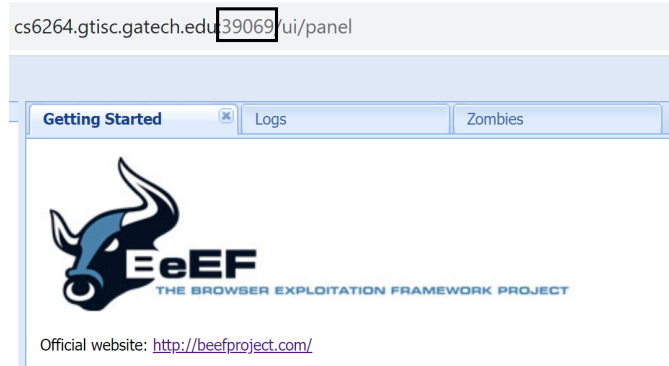 cs6264.gtisc.gatech.edu:39069/ui/panel
Getting Started Logs Zombies
BeEF
THE BROWSER EXPLOITATION FRAMEWORK PROJECT
Official website: http://beefproject.com/